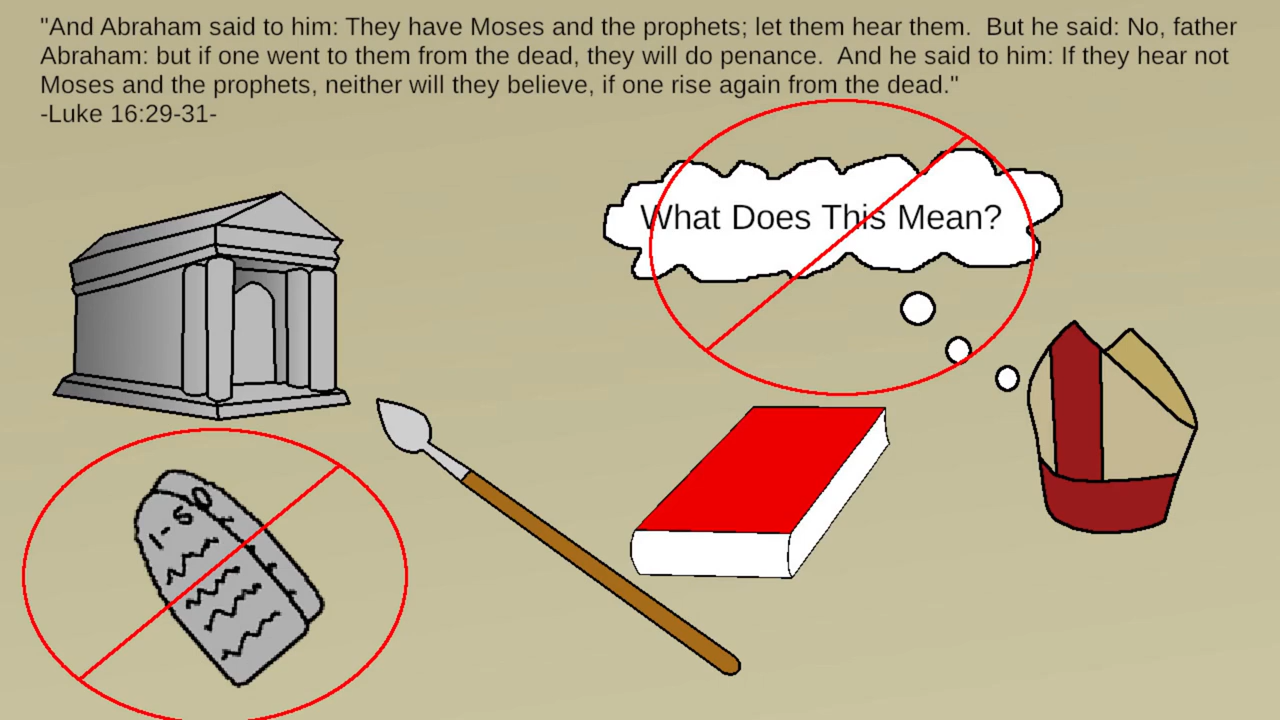 "And Abraham said to him: They have Moses and the prophets; let them hear them.  But he said: No, father
Abraham: but if one went to them from the dead, they will do penance.  And he said to him: If they hear not
Moses and the prophets, neither will they believe, if one rise again from the dead."
-Luke 16:29-31-
What Does This Mean?